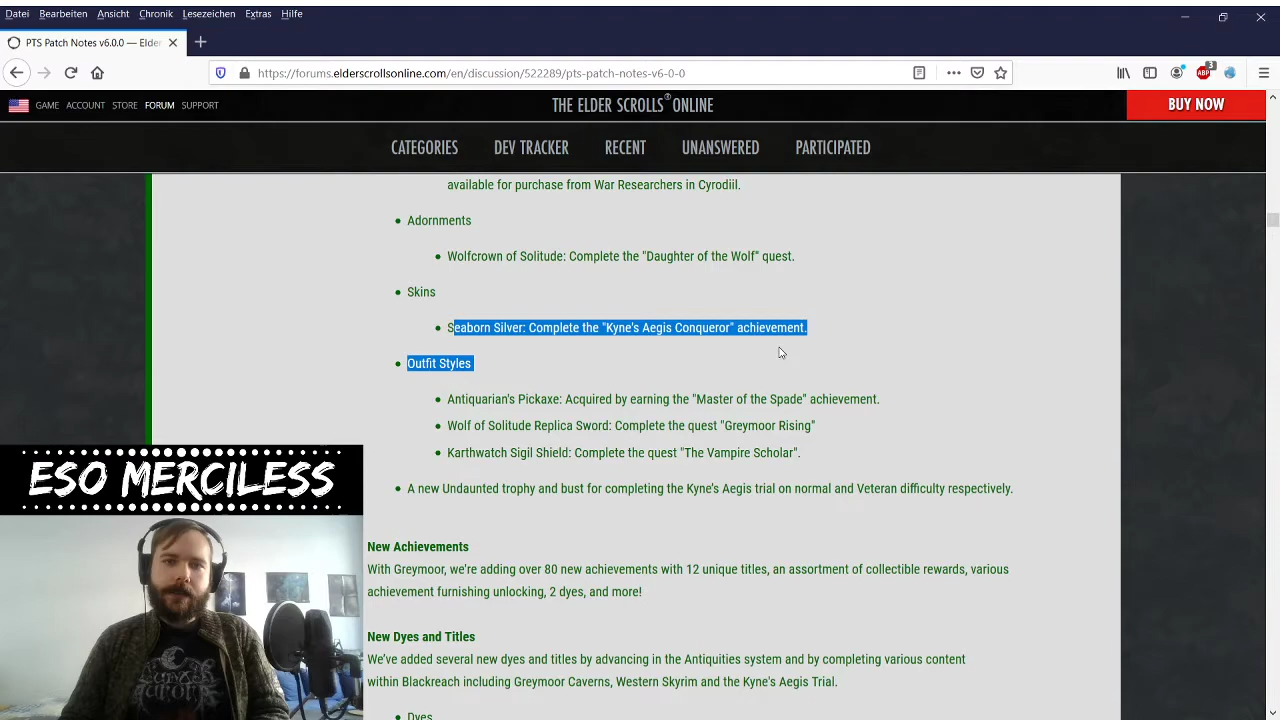 Datei Bearbeiten Ansicht Chronik Lesezeichen Extras Hilfe
PTS Patch Notes v6.0.0 — Elder
https://forums.elderscrollsonline.com/en/discussion/522289/pts-patch-notes-v6-0-0
ABP 3
GAME ACCOUNT STORE FORUM SUPPORT
THE ELDER SCROLLS® ONLINE
BUY NOW
CATEGORIES DEV TRACKER RECENT UNANSWERED PARTICIPATED
available for purchase from War Researchers in Cyrodiil.
Adornments
Wolfcrown of Solitude: Complete the "Daughter of the Wolf" quest.
Skins
Seaborn Silver: Complete the "Kyne's Aegis Conqueror" achievement.
Outfit Styles
Antiquarian's Pickaxe: Acquired by earning the "Master of the Spade" achievement.
Wolf of Solitude Replica Sword: Complete the quest "Greymoor Rising"
Karthwatch Sigil Shield: Complete the quest "The Vampire Scholar".
A new Undaunted trophy and bust for completing the Kyne's Aegis trial on normal and Veteran difficulty respectively.
ESO MERCILESS
New Achievements
With Greymoor, we're adding over 80 new achievements with 12 unique titles, an assortment of collectible rewards, various
achievement furnishing unlocking, 2 dyes, and more!
New Dyes and Titles
We've added several new dyes and titles by advancing in the Antiquities system and by completing various content
within Blackreach including Greymoor Caverns, Western Skyrim and the Kyne's Aegis Trial.
Dyes